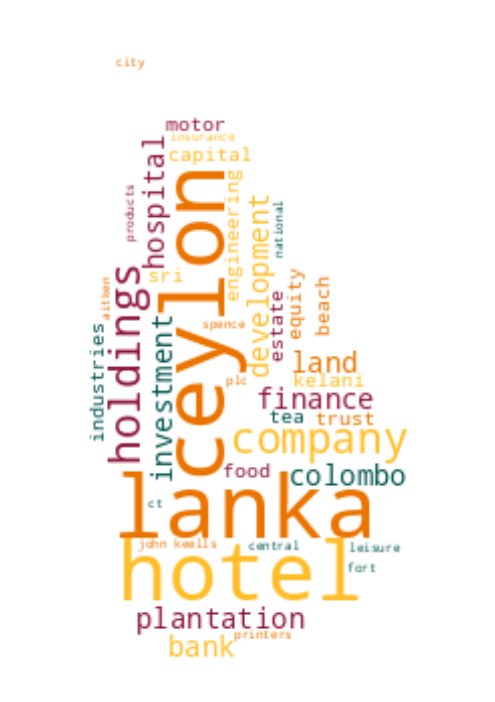 city
motor
insurance
capital
hospital
products
ceylon
engineering
development
national
sri
holdings
aitken
equity
beach
estate
industries
investment
spence
land
plc
kelani
finance
tea
trust
company
food
colombo
lanka
ct
john keells
central
leisure
hotel
fort
plantation
printers
bank